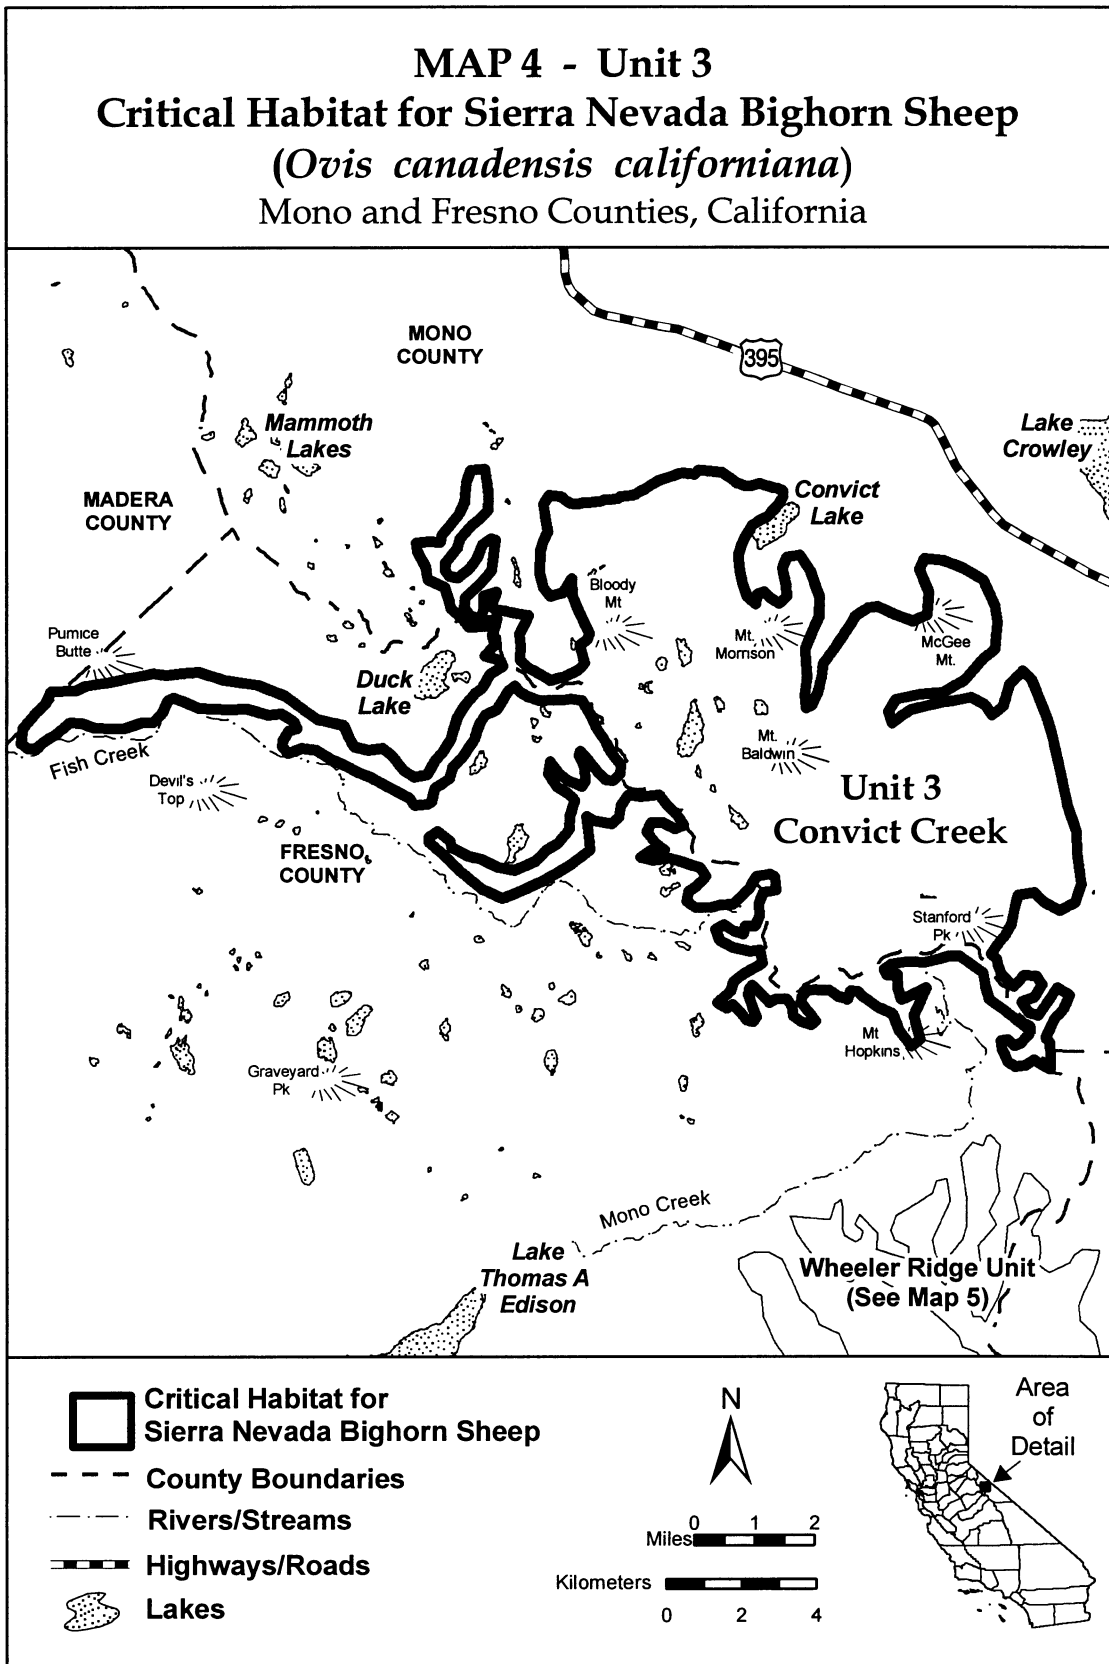 MAP 4 - Unit 3
Critical Habitat for Sierra Nevada Bighorn Sheep
(Ovis canadensis californiana)
Mono and Fresno Counties, California
MONO
COUNTY
395
Mammoth
Lakes
Lake
Crowley
MADERA
COUNTY
Convict
Lake
Bloody
Mt
Pumice
Butte
Mt.
Morrison
McGee
Mt.
Duck
Lake
Fish Creek
Mt.
Baldwin
Devil's
Top
Unit 3
Convict Creek
FRESNO
COUNTY
Stanford
Pk
Mt
Hopkins
Graveyard
Pk
Mono Creek
Lake
Thomas A
Edison
Wheeler Ridge Unit
(See Map 5)
Critical Habitat for
Sierra Nevada Bighorn Sheep
County Boundaries
Rivers/Streams
Highways/Roads
Lakes
N
0 1 2
Miles
Kilometers
0 2 4
Area
of
Detail